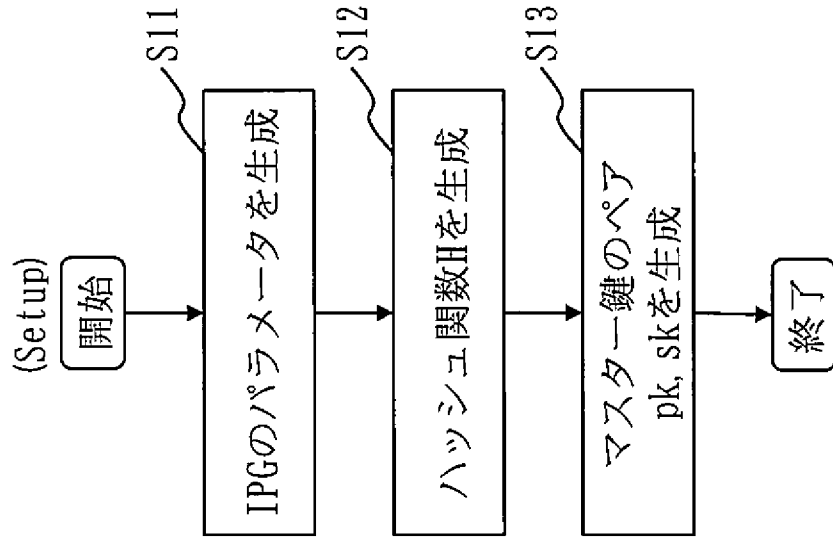 (Setup)
開始
S11
IPGのパラメータを生成
S12
ハッシュ関数Hを生成
S13
マスター鍵のペア
pk, skを生成
終了